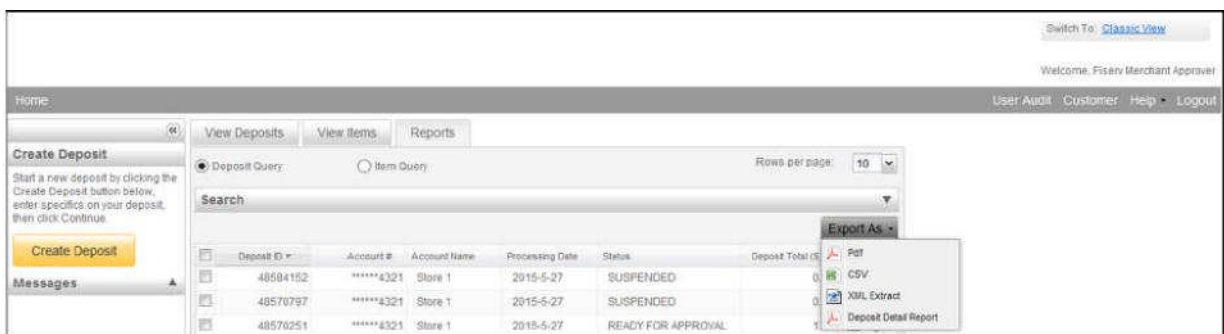 Switch To: Classic View
Welcome, Fiserv Merchant Approver
Home User Audit Customer Help Logout
View Deposits View Items Reports
Create Deposit
Start a new deposit by clicking the
Create Deposit button below,
enter specifics on your deposit,
then click Continue.
Create Deposit
Messages
Deposit Query Item Query Rows per page: 10
Search
Export As
Pdf
CSV
XML Extract
Deposit Detail Report
Deposit ID Account # Account Name Processing Date Status Deposit Total ($
48584152 ******4321 Store 1 2015-5-27 SUSPENDED 0
48570797 ******4321 Store 1 2015-5-27 SUSPENDED 0
48570251 ******4321 Store 1 2015-5-27 READY FOR APPROVAL 1